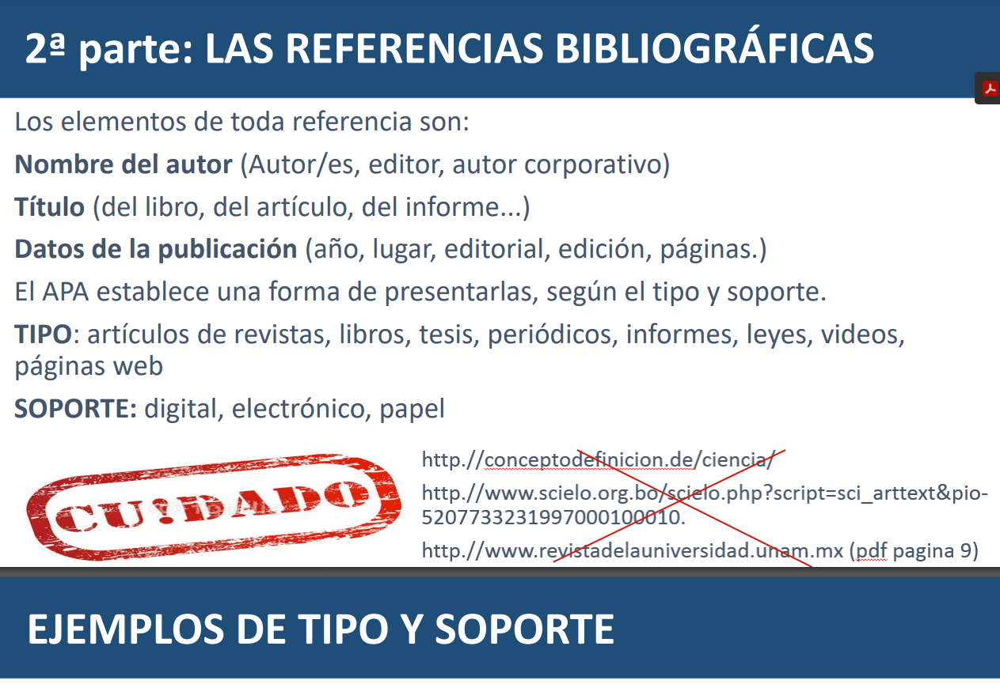 2ª parte: LAS REFERENCIAS BIBLIOGRÁFICAS
Los elementos de toda referencia son:
Nombre del autor (Autor/es, editor, autor corporativo)
Título (del libro, del artículo, del informe...)
Datos de la publicación (año, lugar, editorial, edición, páginas.)
El APA establece una forma de presentarlas, según el tipo y soporte.
TIPO: artículos de revistas, libros, tesis, periódicos, informes, leyes, videos,
páginas web
SOPORTE: digital, electrónico, papel
CU!DADO
http.//conceptodefinicion.de/ciencia/
http.//www.scielo.org.bo/scielo.php?script=sci_arttext&pio-
5207733231997000100010.
http.//www.revistadelauniversidad.unam.mx (pdf pagina 9)
EJEMPLOS DE TIPO Y SOPORTE